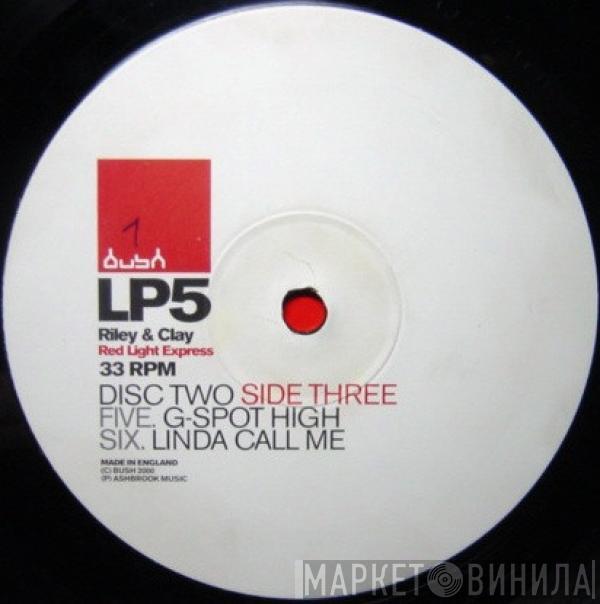 1
bush
LP5
Riley & Clay
Red Light Express
33 RPM
DISC TWO SIDE THREE
FIVE. G-SPOT HIGH
SIX. LINDA CALL ME
MADE IN ENGLAND
(C) BUSH 2000
(P) ASHBROOK MUSIC
МАРКЕТ ВИНИЛА